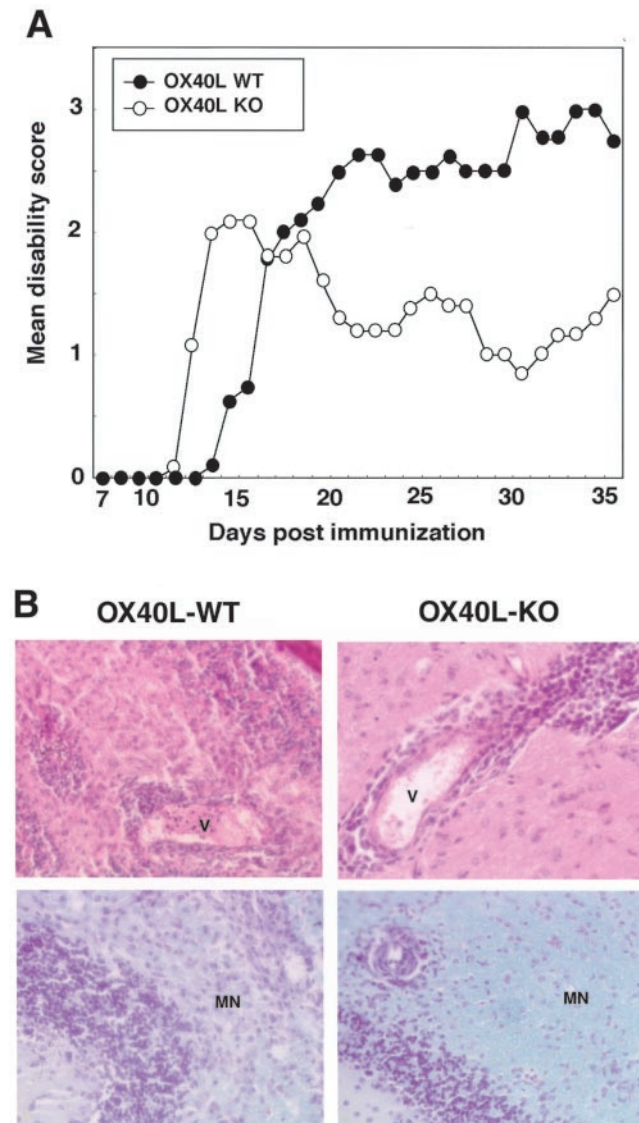 A
OX40L WT
OX40L KO
Mean disability score
3
2
1
0
7 10 15 20 25 30 35
Days post immunization
B
OX40L-WT OX40L-KO
V V
MN MN